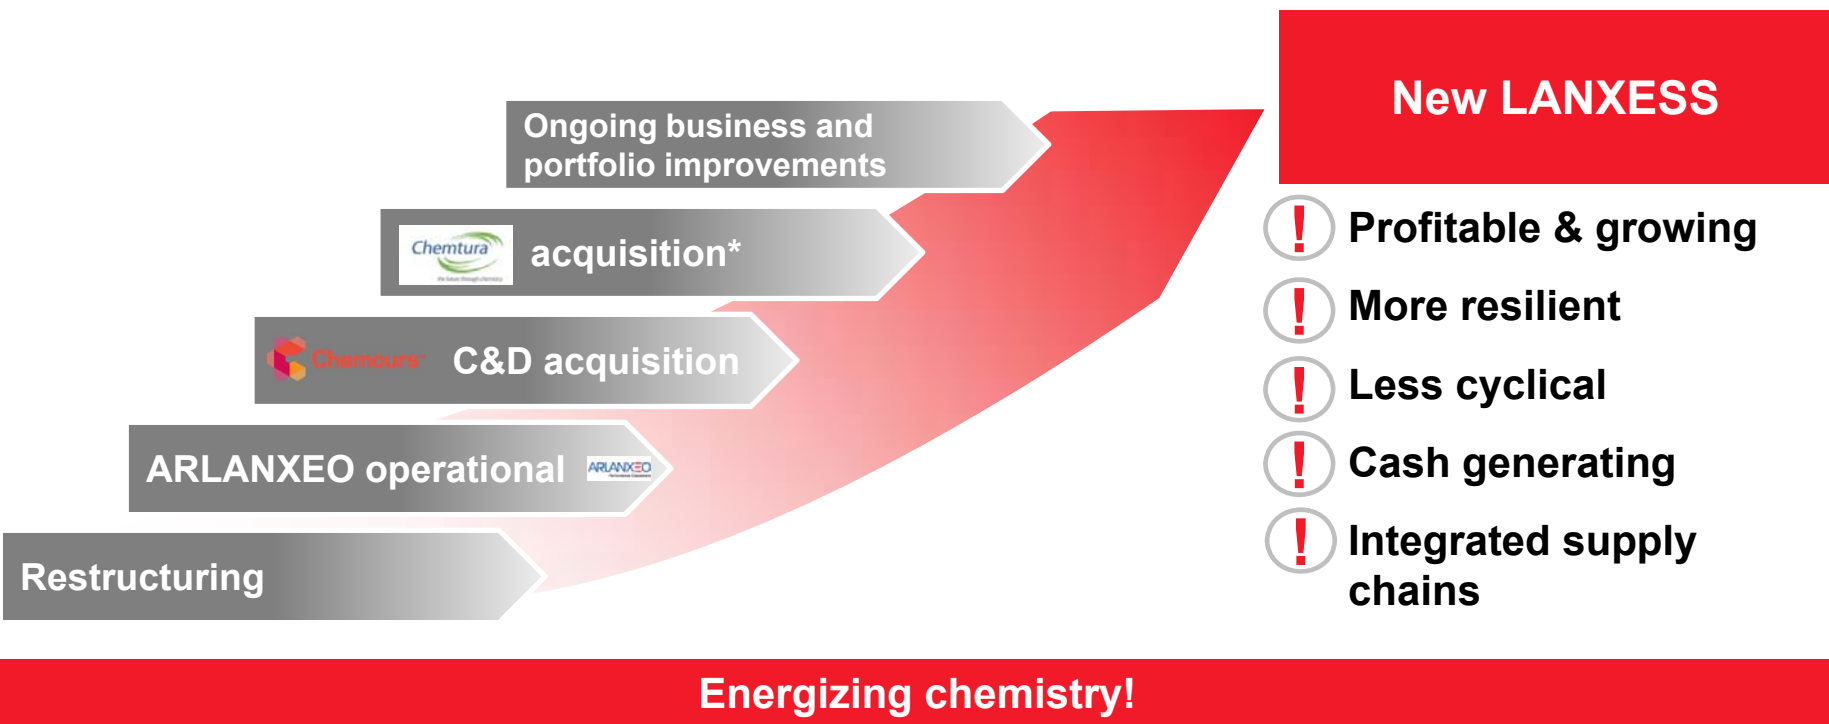 New LANXESS
Ongoing business and
portfolio improvements
Chemtura
acquisition*
Chemours™ C&D acquisition
ARLANXEO operational ARLANXEO
Restructuring
! Profitable & growing
! More resilient
! Less cyclical
! Cash generating
! Integrated supply
chains
Energizing chemistry!